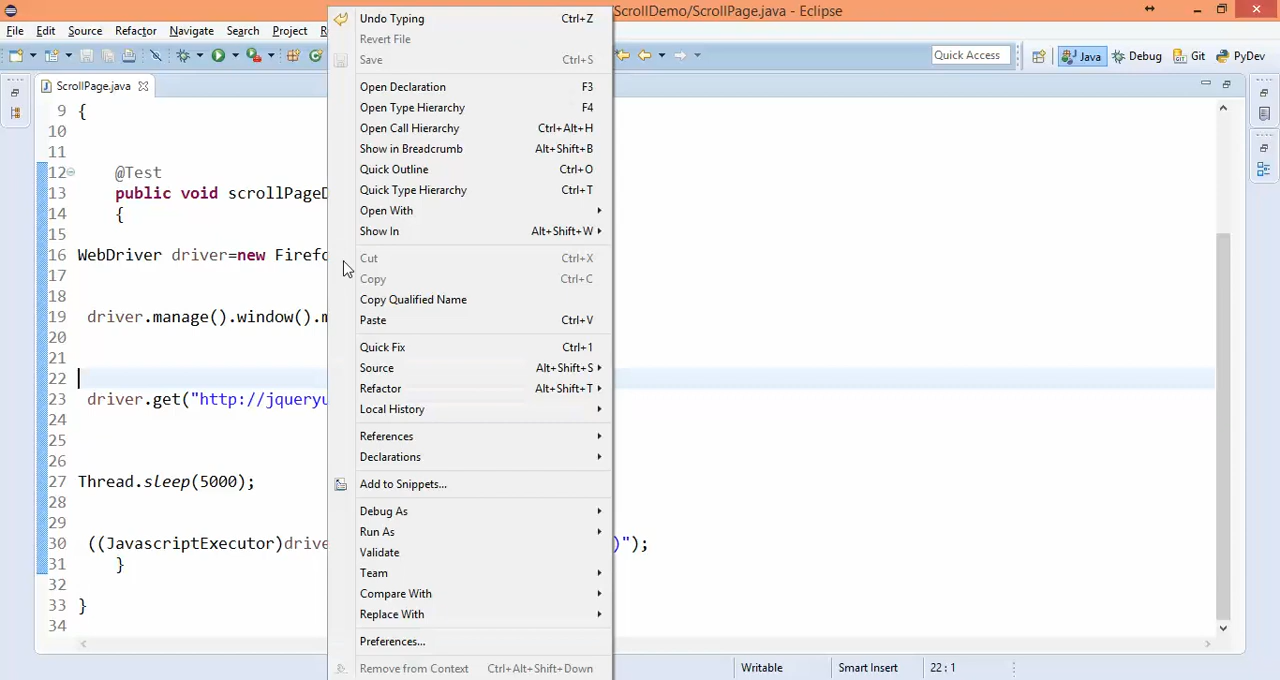 ScrollDemo/ScrollPage.java - Eclipse
File Edit Source Refactor Navigate Search Project
Quick Access Java Debug Git PyDev
ScrollPage.java
9 {
10
11
12 @Test
13 public void
14 {
15
16 WebDriver driver=new
17
18
19 driver.manage().window().
20
21
22
23 driver.get("http://
24
25
26
27 Thread.sleep(5000);
28
29
30 ((JavascriptExecutor) )");
31 }
32
33 }
34
Undo Typing Ctrl+Z
Revert File
Save Ctrl+S
Open Declaration F3
Open Type Hierarchy F4
Open Call Hierarchy Ctrl+Alt+H
Show in Breadcrumb Alt+Shift+B
Quick Outline Ctrl+O
Quick Type Hierarchy Ctrl+T
Open With
Show In Alt+Shift+W
Cut Ctrl+X
Copy Ctrl+C
Copy Qualified Name
Paste Ctrl+V
Quick Fix Ctrl+1
Source Alt+Shift+S
Refactor Alt+Shift+T
Local History
References
Declarations
Add to Snippets...
Debug As
Run As
Validate
Team
Compare With
Replace With
Preferences...
Remove from Context Ctrl+Alt+Shift+Down
Writable Smart Insert 22 : 1